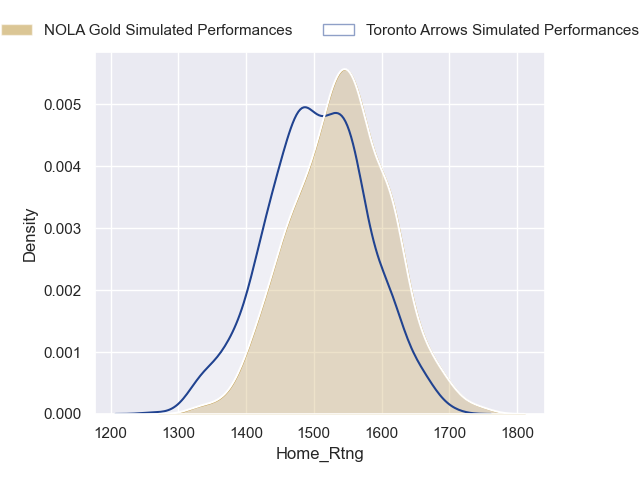 NOLA Gold Simulated Performances Toronto Arrows Simulated Performances
0.005
0.004
0.003
0.002
0.001
0.000
Density
1200 1300 1400 1500 1600 1700 1800
Home_Rtng